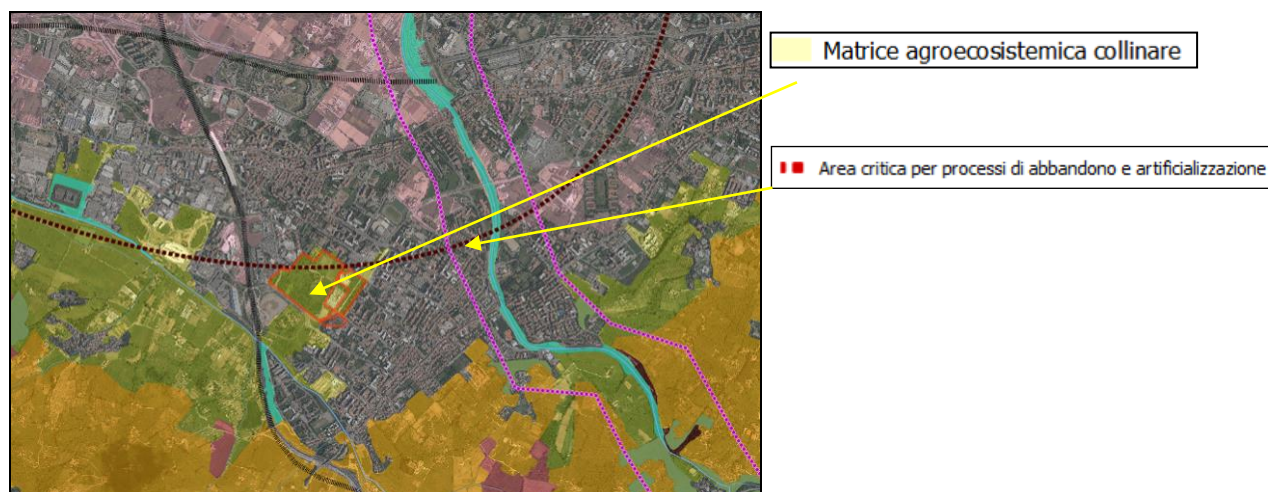 Matrice agroecosistemica collinare
Area critica per processi di abbandono e artificializzazione